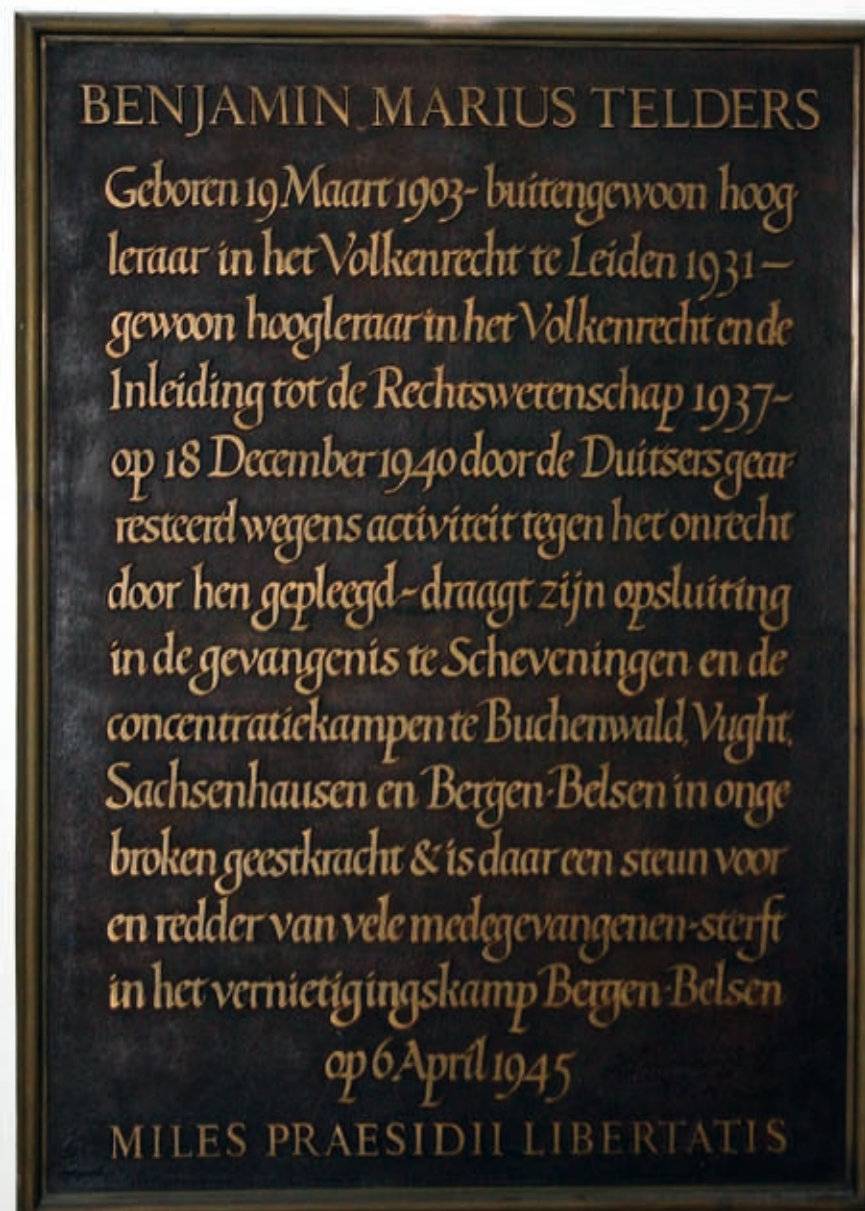 BENJAMIN MARIUS TELDERS
Geboren 19 Maart 1903- buitengewoon hoog-
leraar in het Volkenrecht te Leiden 1931-
gewoon hoogleraar in het Volkenrecht en de
Inleiding tot de Rechtswetenschap 1937-
op 18 December 1940 door de Duitsers gear-
resteerd wegens activiteit tegen het onrecht
door hen gepleegd-draagt zijn opsluiting
in de gevangenis te Scheveningen en de
concentratiekampen te Buchenwald, Vught,
Sachsenhausen en Bergen-Belsen in onge
broken geestkracht & is daar een steun voor
en redder van vele medegevangenen-sterft
in het vernietigingskamp Bergen-Belsen
op 6 April 1945
MILES PRAESIDII LIBERTATIS